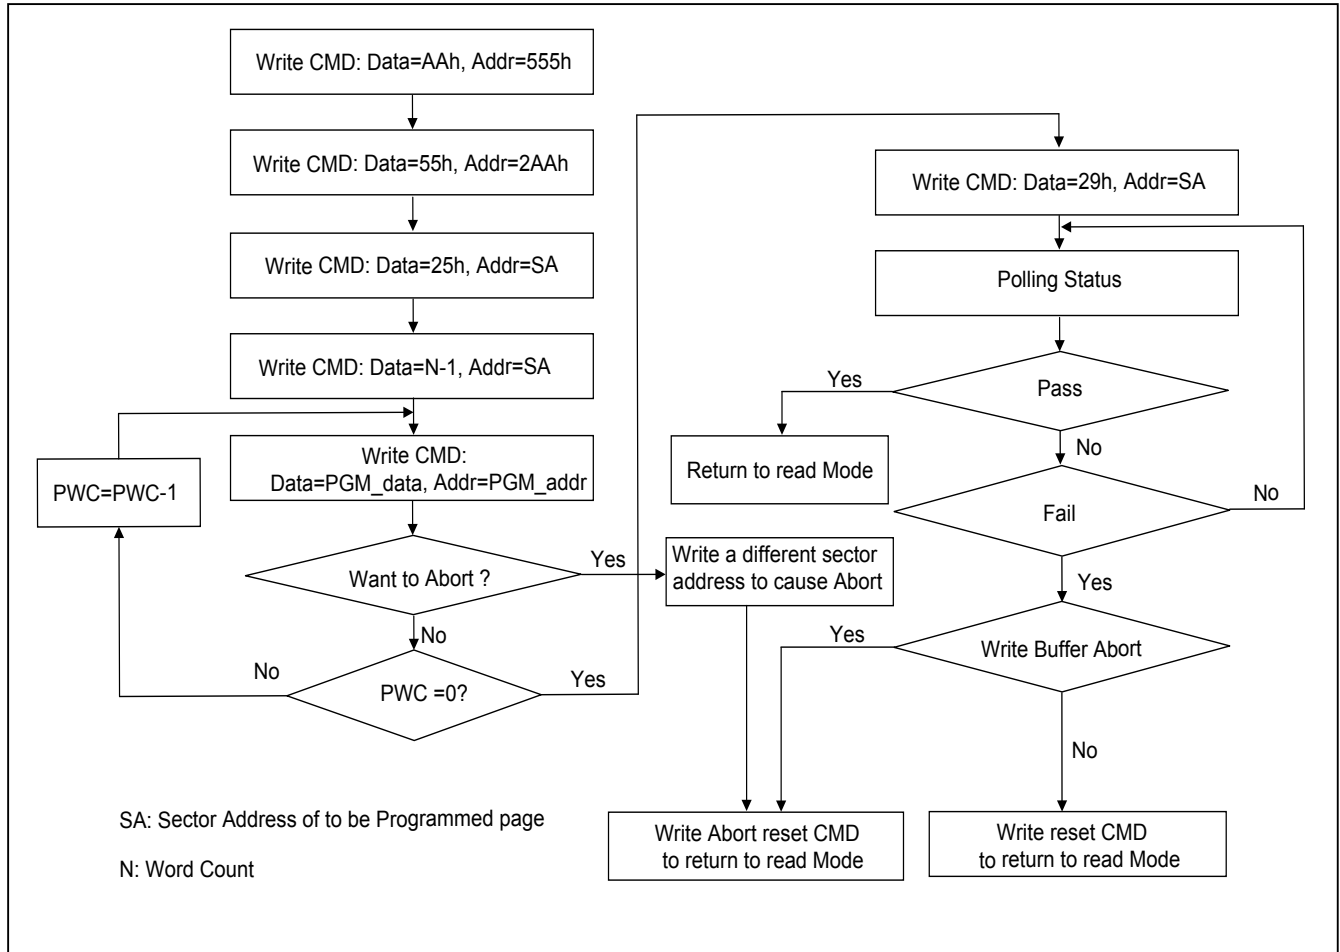 Write CMD: Data=AAh, Addr=555h
Write CMD: Data=55h, Addr=2AAh
Write CMD: Data=25h, Addr=SA
Write CMD: Data=N-1, Addr=SA
Write CMD:
Data=PGM_data, Addr=PGM_addr
PWC=PWC-1
Want to Abort ?
Yes
No
Write a different sector
address to cause Abort
PWC =0?
No
Yes
Write CMD: Data=29h, Addr=SA
Polling Status
Pass
Yes
No
Return to read Mode
Fail
No
Yes
Write Buffer Abort
Yes
No
Write Abort reset CMD
to return to read Mode
Write reset CMD
to return to read Mode
SA: Sector Address of to be Programmed page
N: Word Count